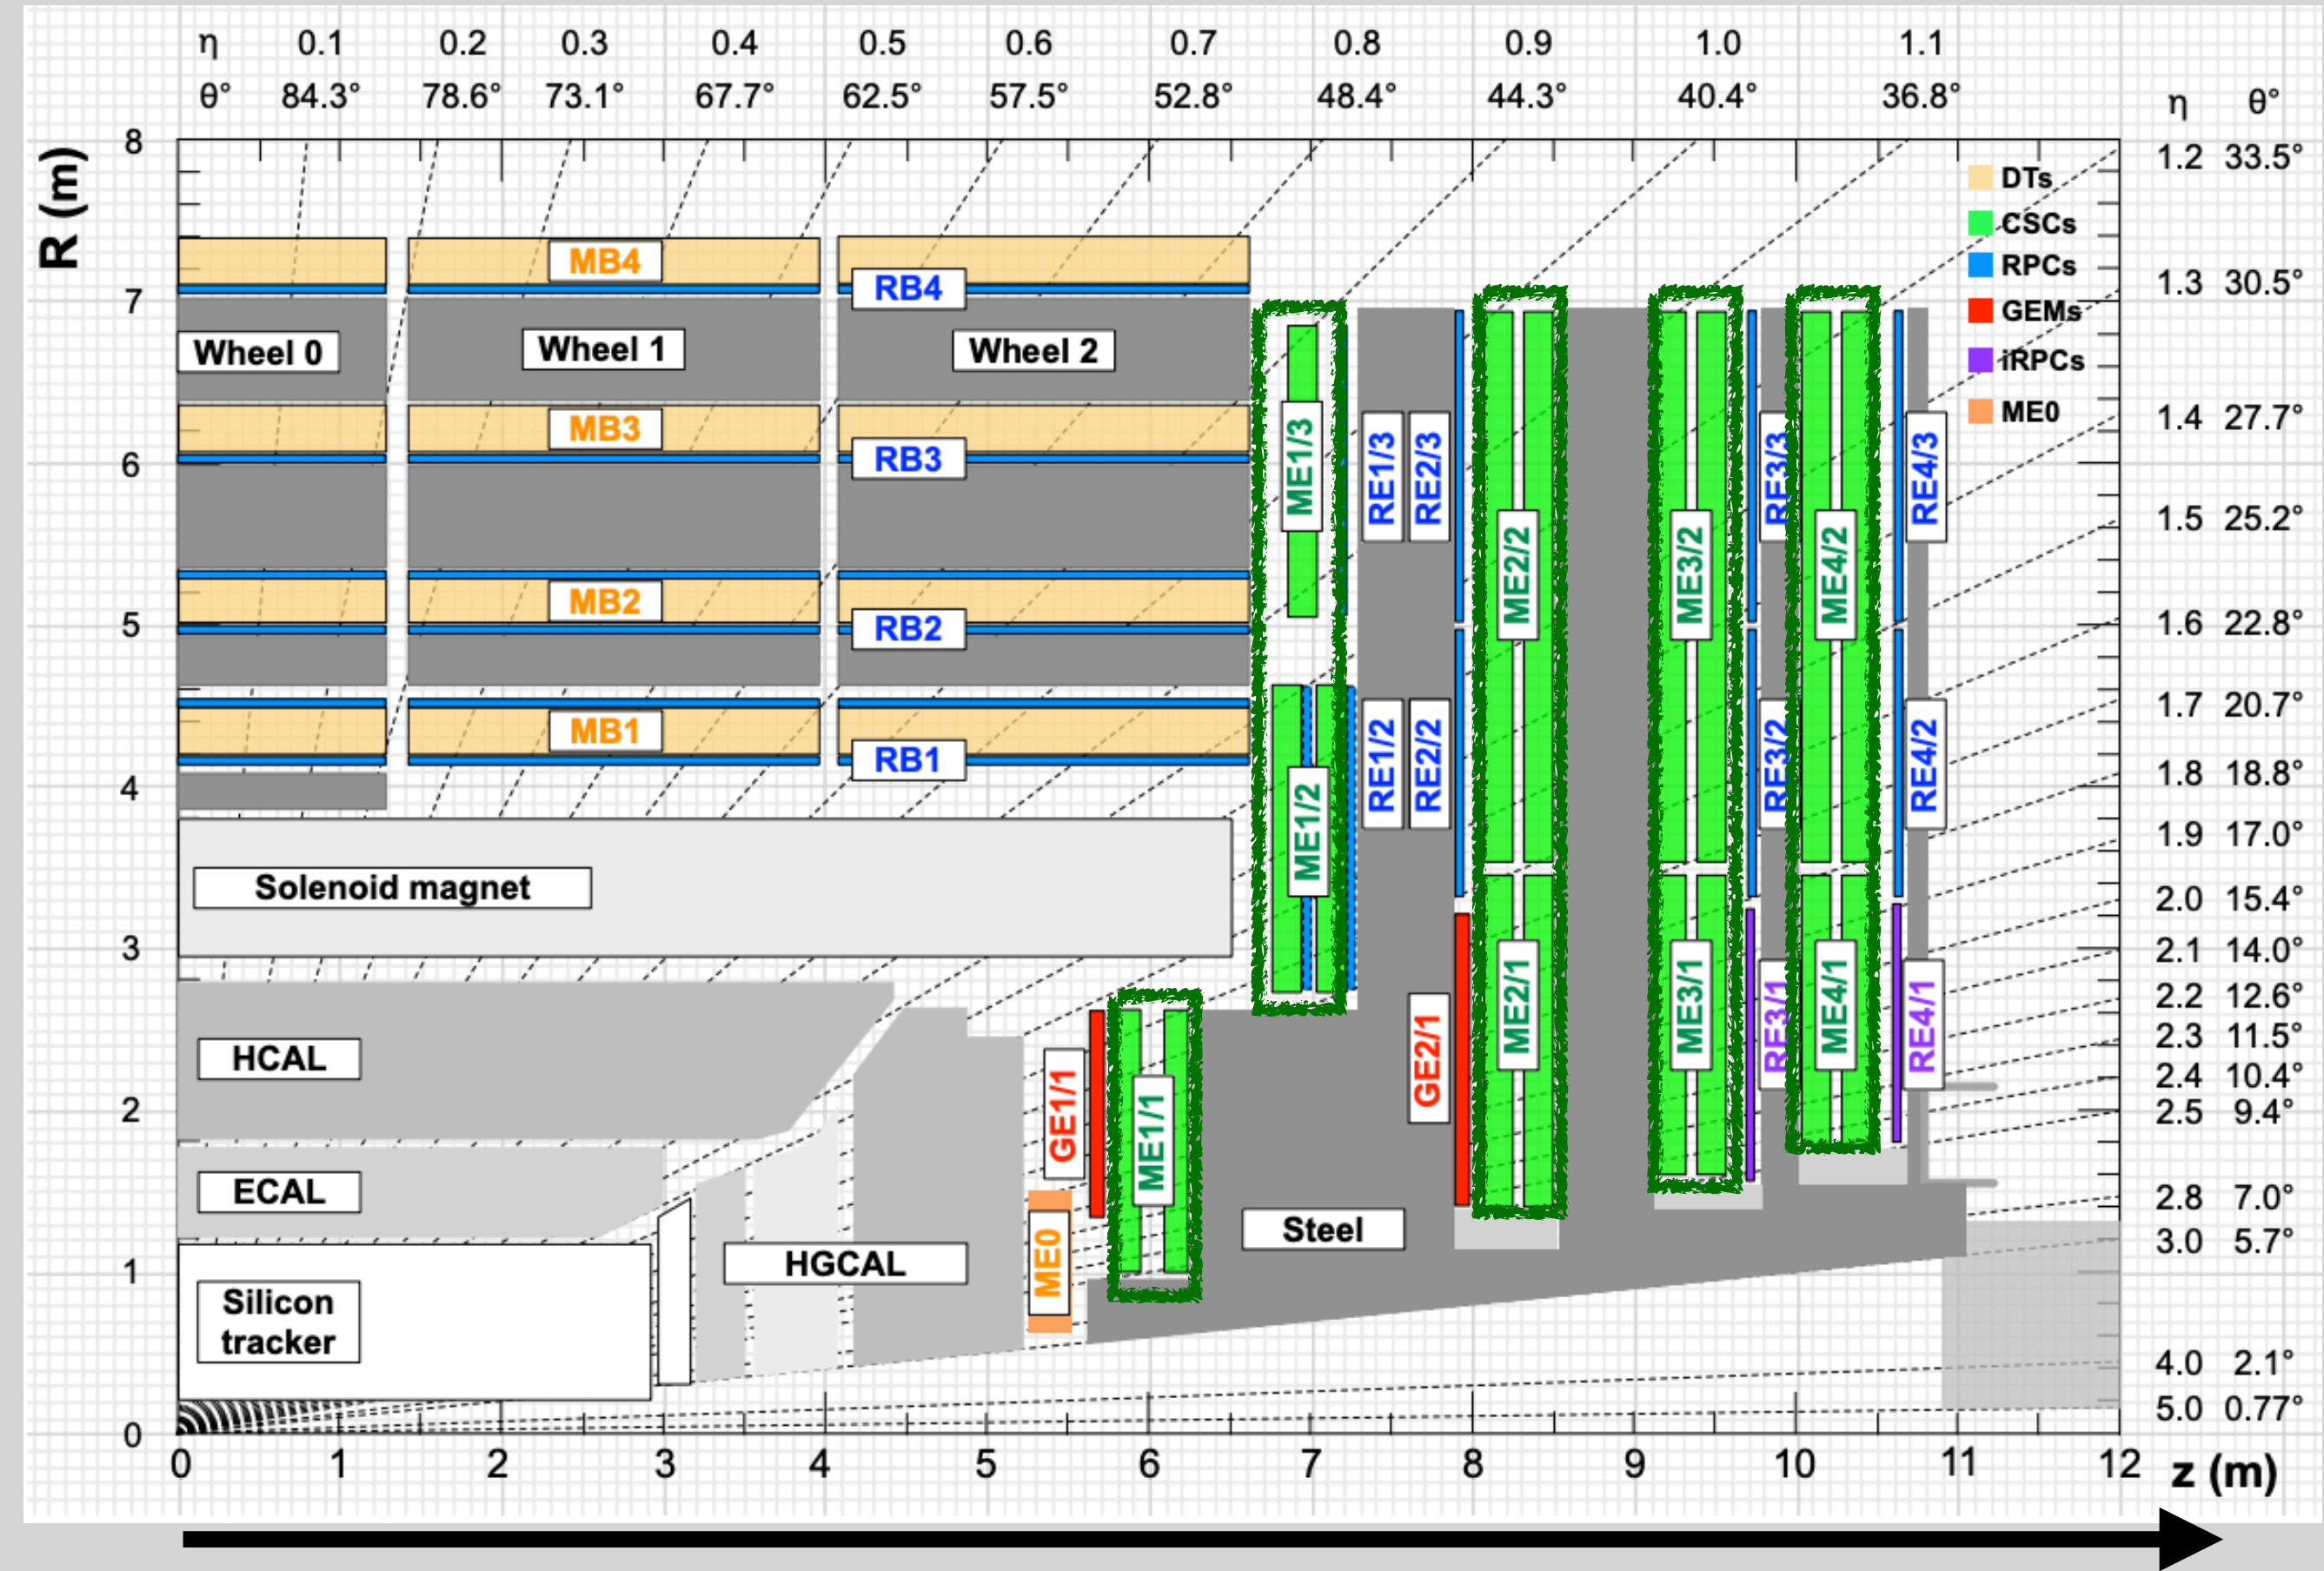 η 0.1 0.2 0.3 0.4 0.5 0.6 0.7 0.8 0.9 1.0 1.1
θ° 84.3° 78.6° 73.1° 67.7° 62.5° 57.5° 52.8° 48.4° 44.3° 40.4° 36.8° η θ°
R (m)
8
7
6
5
4
3
2
1
0
MB4
RB4
Wheel 0
Wheel 1
Wheel 2
MB3
RB3
MB2
RB2
MB1
RB1
Solenoid magnet
HCAL
ECAL
Silicon
tracker
HGCAL
ME0
GE1/1
ME1/1
ME1/3
ME1/2
RE1/3
RE2/3
RE1/2
RE2/2
GE2/1
Steel
ME2/2
ME2/1
ME3/2
ME3/1
RE3/3
RE3/2
RE3/1
ME4/2
ME4/1
RE4/3
RE4/2
RE4/1
DTs
CSCs
RPCs
GEMs
iRPCs
ME0
1.2 33.5°
1.3 30.5°
1.4 27.7°
1.5 25.2°
1.6 22.8°
1.7 20.7°
1.8 18.8°
1.9 17.0°
2.0 15.4°
2.1 14.0°
2.2 12.6°
2.3 11.5°
2.4 10.4°
2.5 9.4°
2.8 7.0°
3.0 5.7°
4.0 2.1°
5.0 0.77°
0 1 2 3 4 5 6 7 8 9 10 11 12 z (m)